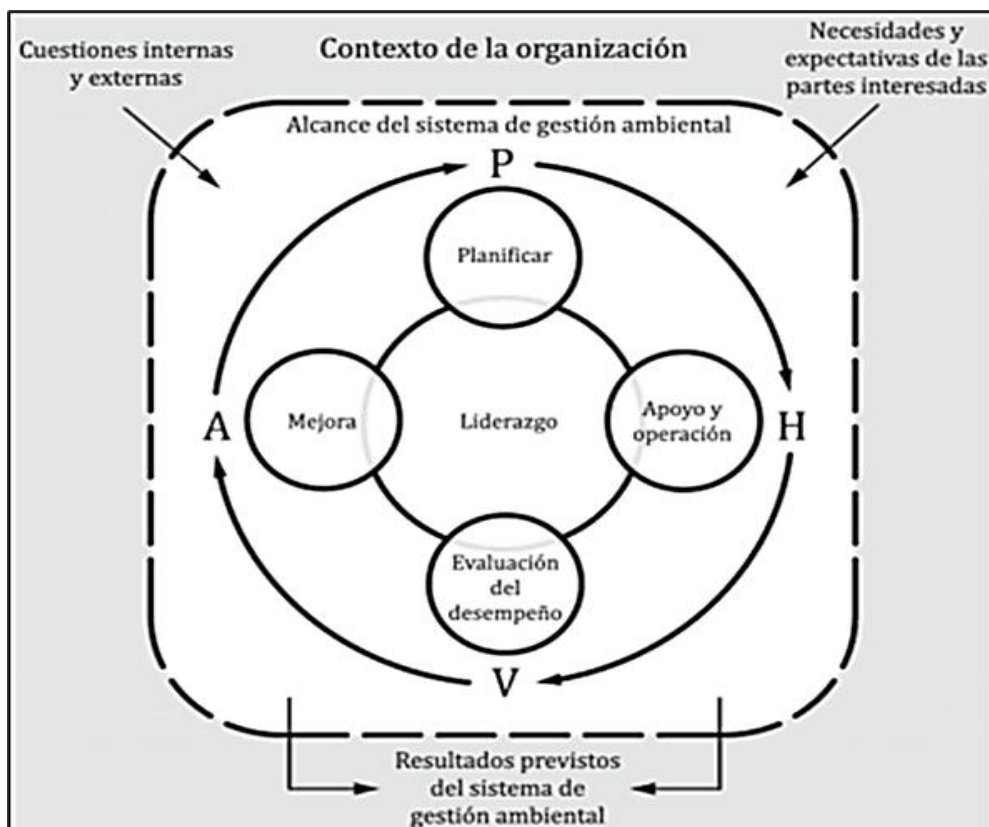 Cuestiones internas
y externas
Contexto de la organización
Necesidades y
expectativas de las
partes interesadas
Alcance del sistema de gestión ambiental
P
Planificar
A
Mejora
Liderazgo
Apoyo y
operación
H
Evaluación
del
desempeño
V
Resultados previstos
del sistema de
gestión ambiental